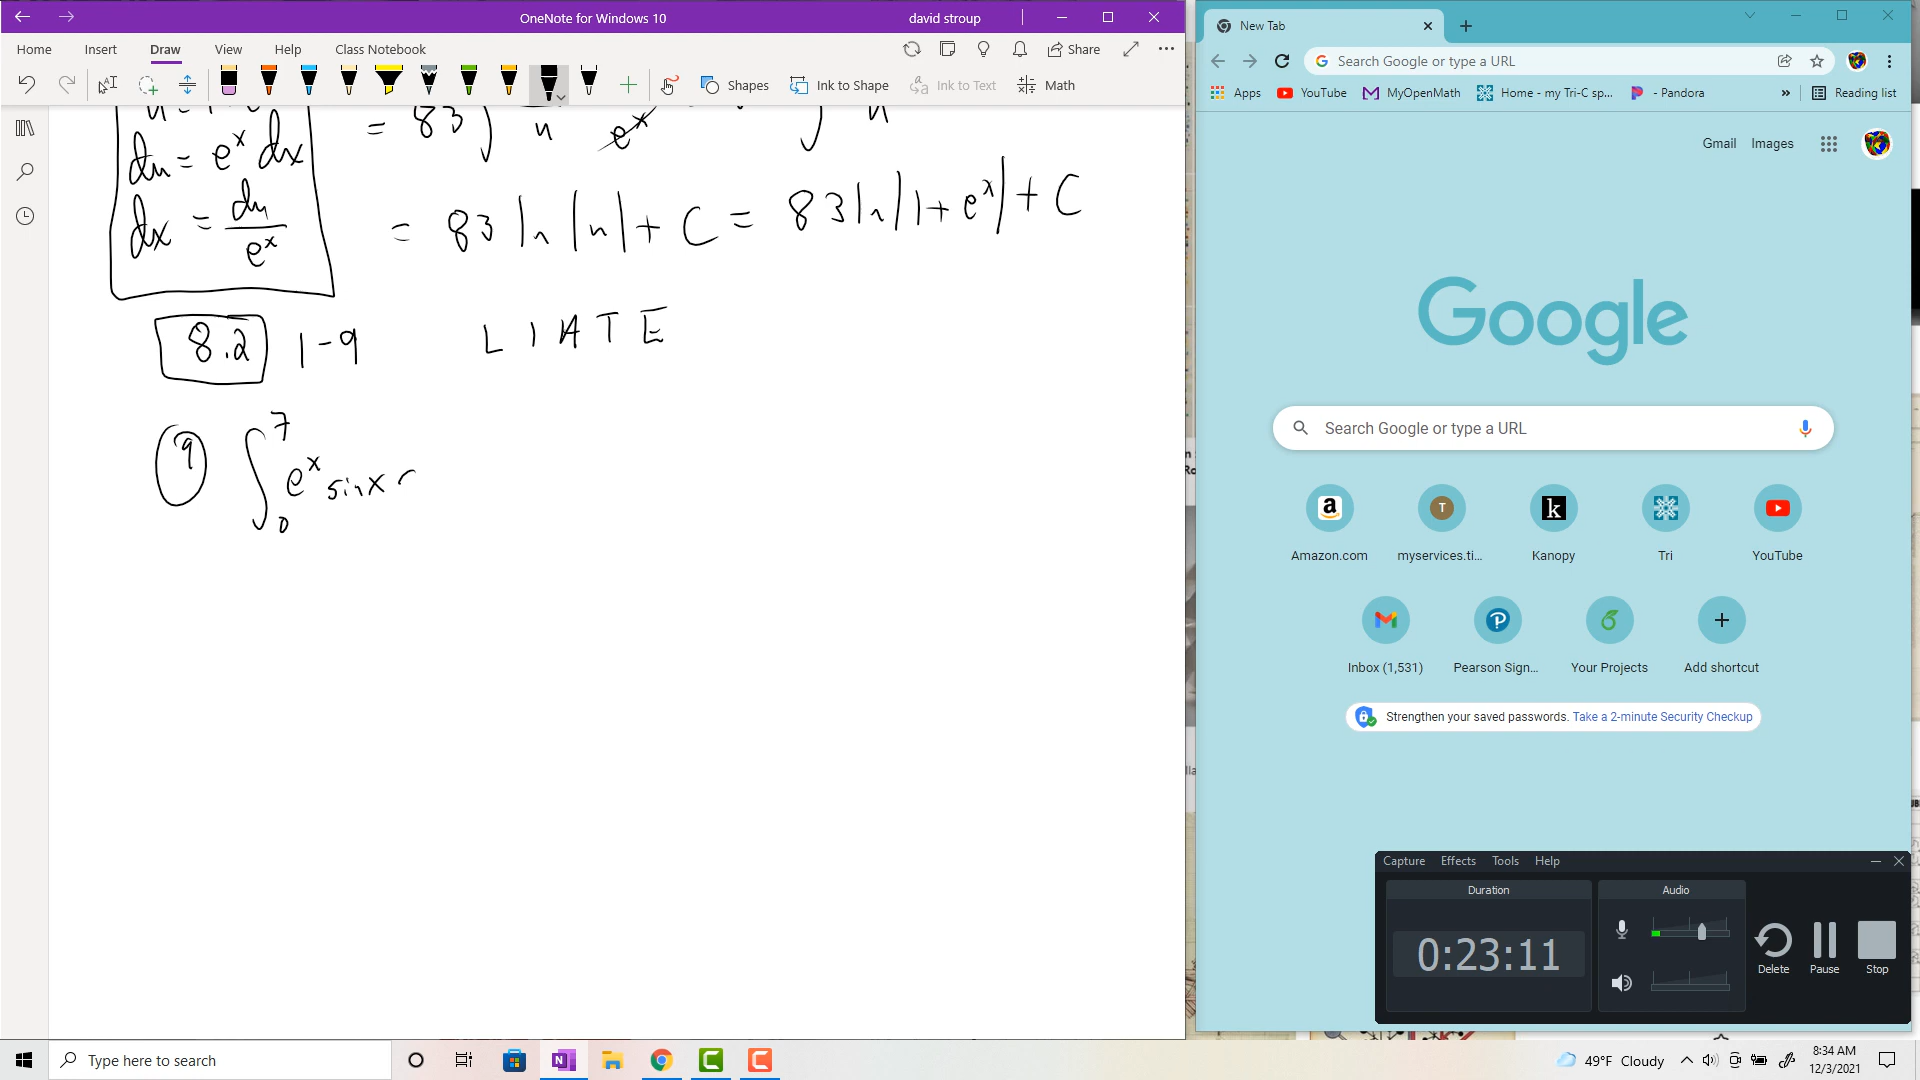 OneNote for Windows 10
david stroup
Home Insert Draw View Help Class Notebook
Share
Shapes
Ink to Shape
Ink to Text
Math
du = e^x dx
= 83 ∫
u e^x
dx = du/e^x
= 83 ln|u| + C = 83 ln|1 + e^x| + C
8.2 1-9 L I A T E
9 ∫_0^7 e^x sinx
New Tab
Search Google or type a URL
Apps YouTube MyOpenMath Home - my Tri-C sp... - Pandora » Reading list
Gmail Images
Google
Search Google or type a URL
Amazon.com myservices.ti... Kanopy Tri YouTube
Inbox (1,531) Pearson Sign... Your Projects Add shortcut
Strengthen your saved passwords. Take a 2-minute Security Checkup
Capture Effects Tools Help
Duration Audio
0:23:11
Delete Pause Stop
Type here to search
49°F Cloudy
8:34 AM
12/3/2021